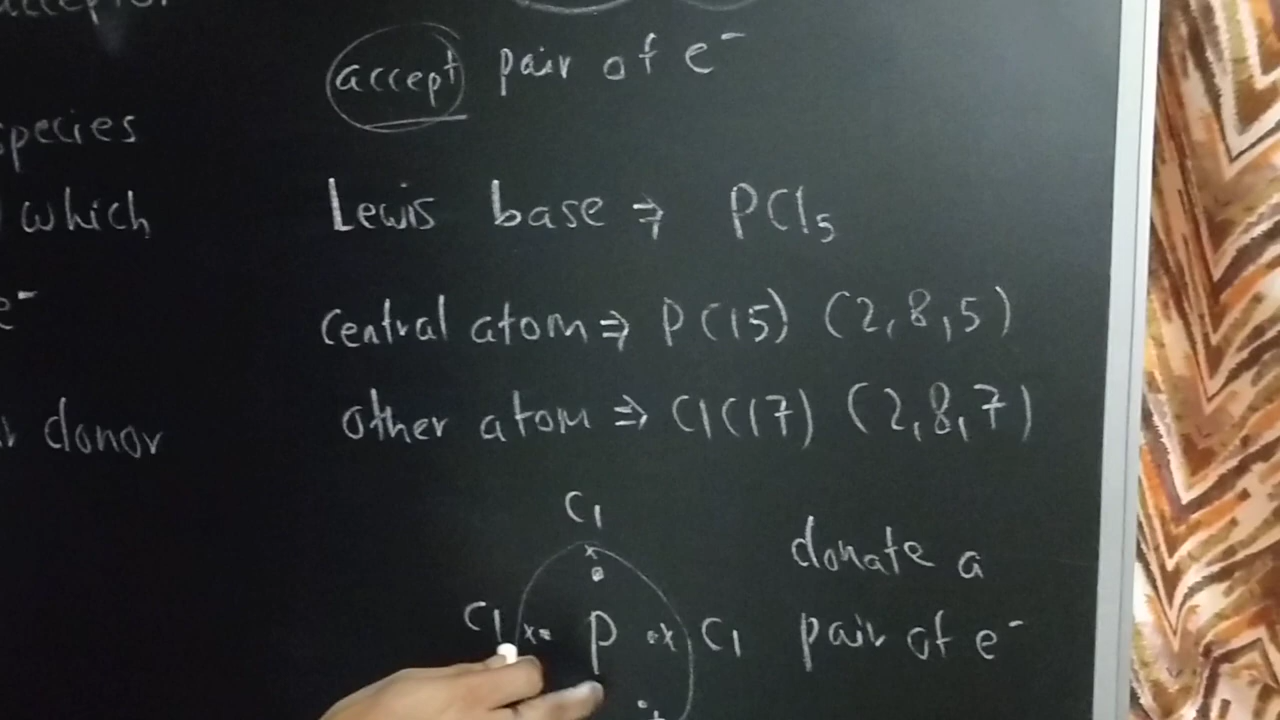 species
which
e⁻
donor
accept pair of e⁻
Lewis base ⇒ PCl₅
central atom ⇒ P(15) (2,8,5)
other atom ⇒ Cl(17) (2,8,7)
Cl
donate a
Cl x• P •x Cl pair of e⁻